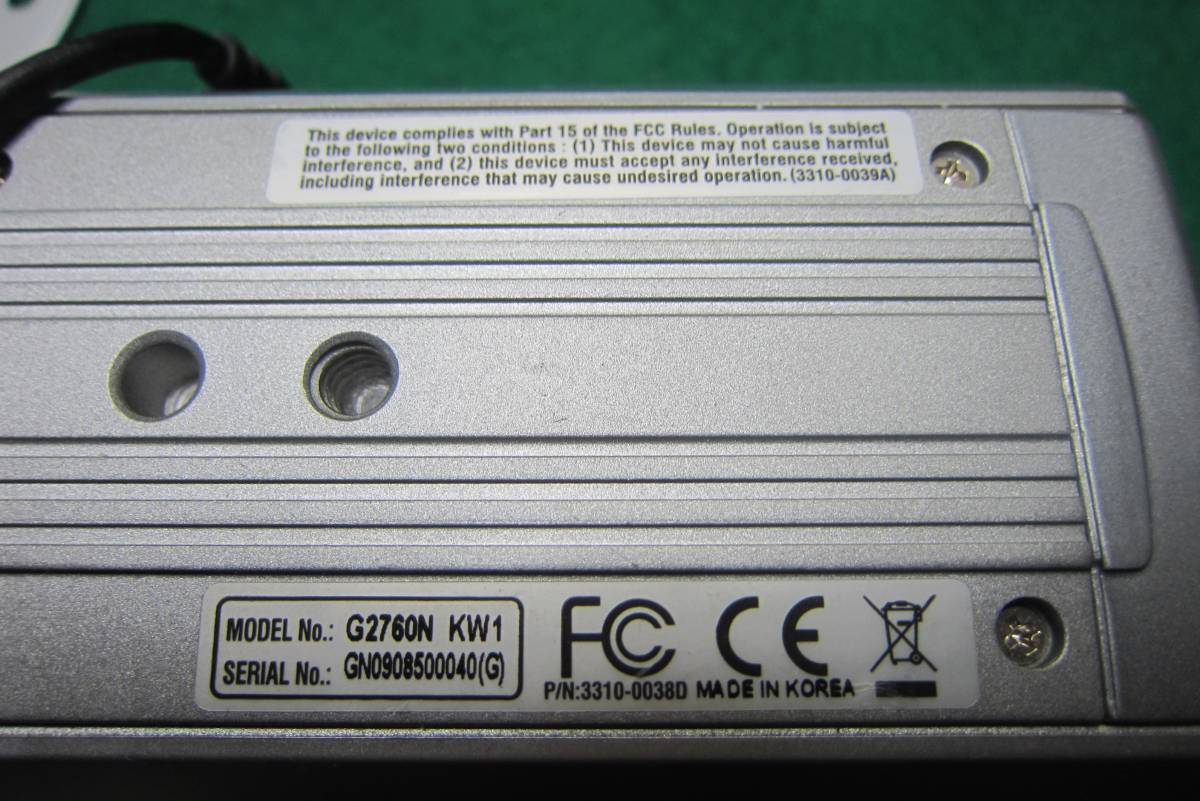 This device complies with Part 15 of the FCC Rules. Operation is subject
to the following two conditions : (1) This device may not cause harmful
interference, and (2) this device must accept any interference received,
including interference that may cause undesired operation. (3310-0039A)
MODEL No.: G2760N KW1
SERIAL No.: GN0908500040(G)
FC CE
P/N:3310-0038D MADE IN KOREA